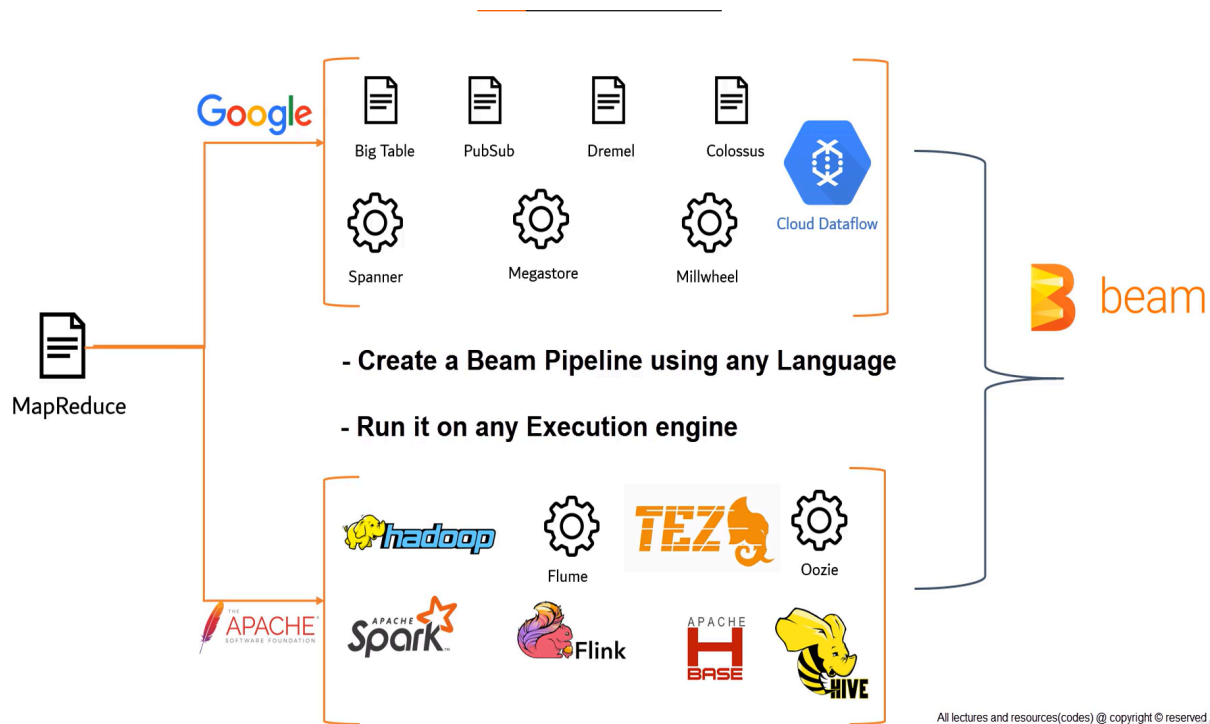 Google
Big Table
PubSub
Dremel
Colossus
Cloud Dataflow
Spanner
Megastore
Millwheel
beam
MapReduce
- Create a Beam Pipeline using any Language
- Run it on any Execution engine
hadoop
Flume
TEZ
Oozie
THE
APACHE
SOFTWARE FOUNDATION
APACHE
Spark
Flink
APACHE
H
BASE
HIVE
All lectures and resources(codes) @ copyright © reserved